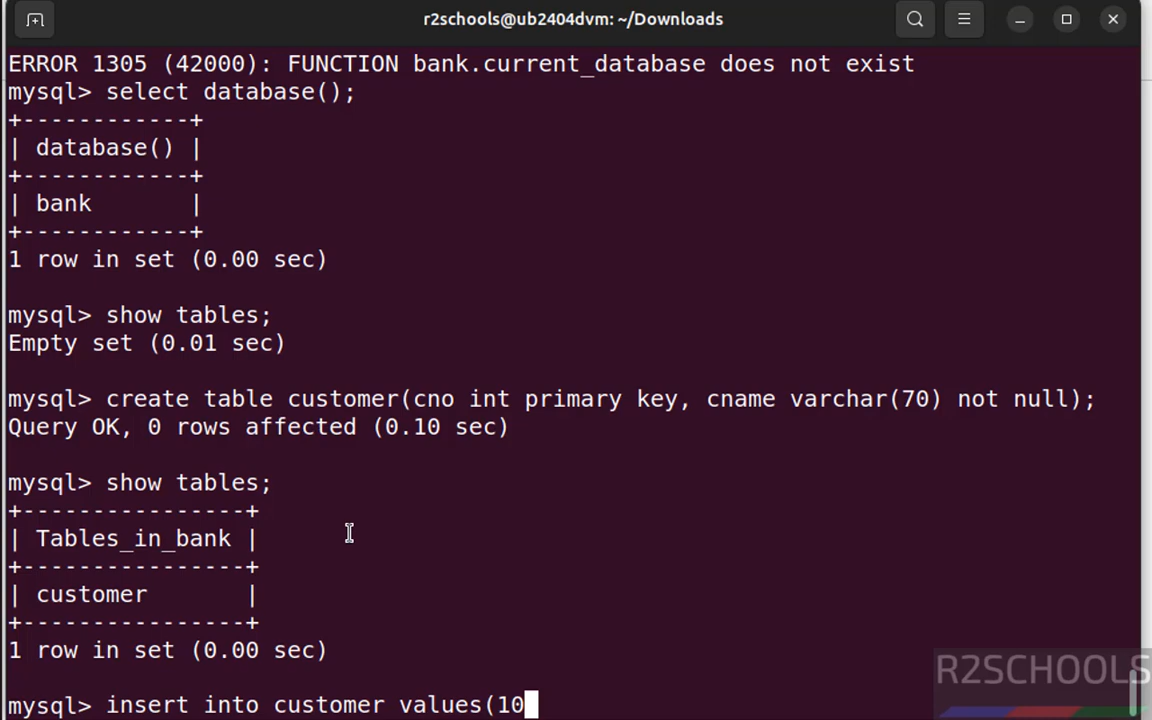 r2schools@ub2404dvm: ~/Downloads
ERROR 1305 (42000): FUNCTION bank.current_database does not exist
mysql> select database();
+------------+
| database() |
+------------+
| bank       |
+------------+
1 row in set (0.00 sec)
mysql> show tables;
Empty set (0.01 sec)
mysql> create table customer(cno int primary key, cname varchar(70) not null);
Query OK, 0 rows affected (0.10 sec)
mysql> show tables;
+----------------+
| Tables_in_bank |
+----------------+
| customer       |
+----------------+
1 row in set (0.00 sec)
mysql> insert into customer values(10
R2SCHOOLS